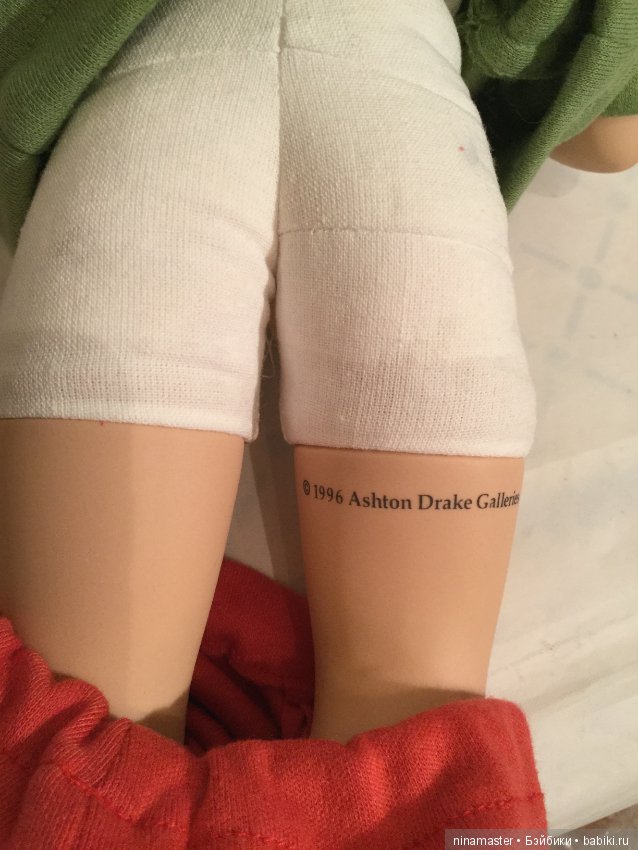 © 1996 Ashton Drake Galleries
ninamaster • Бэйбики • babiki.ru